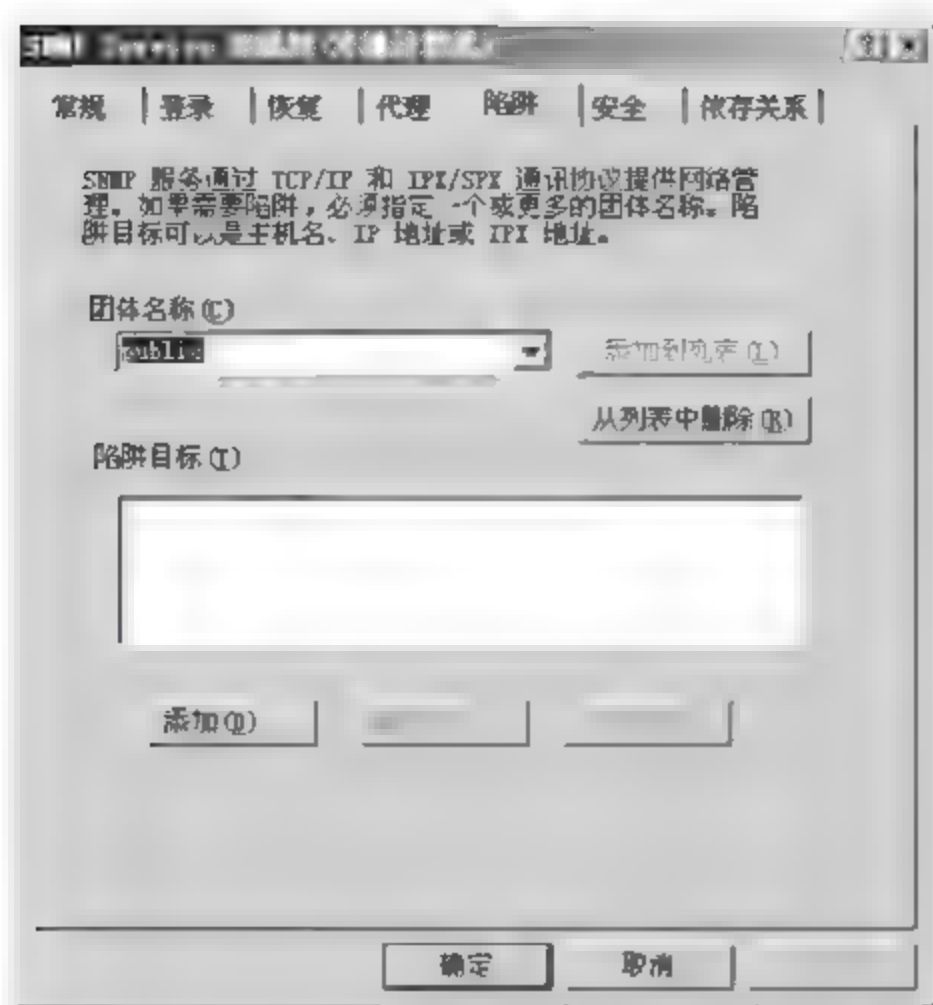 SNMP Service
常规 登录 恢复 代理 陷阱 安全 依存关系
SNMP 服务通过 TCP/IP 和 IPX/SPX 通讯协议提供网络管
理。如果需要陷阱，必须指定一个或更多的团体名称。陷
阱目标可以是主机名、IP 地址或 IPX 地址。
团体名称(C)
public
添加到列表(L)
从列表中删除(R)
陷阱目标(T)
添加(D)
确定 取消